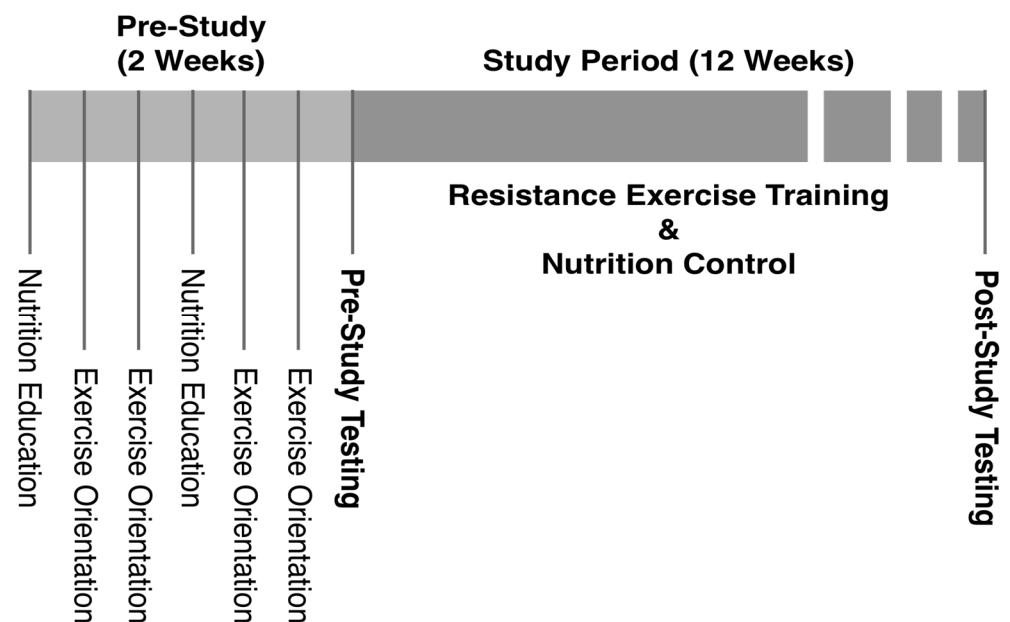 Pre-Study
(2 Weeks)
Study Period (12 Weeks)
Resistance Exercise Training
&
Nutrition Control
Nutrition Education
Exercise Orientation
Exercise Orientation
Nutrition Education
Exercise Orientation
Exercise Orientation
Pre-Study Testing
Post-Study Testing